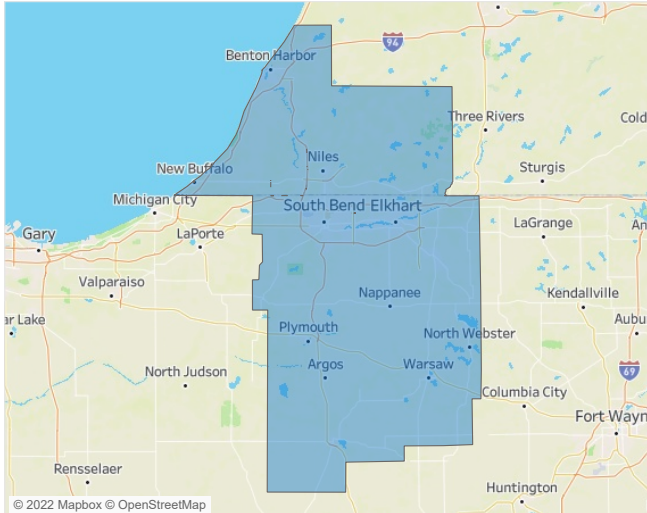 94
Benton Harbor
Three Rivers
Cold
Niles
New Buffalo
Sturgis
Michigan City
South Bend
Elkhart
Gary
LaPorte
LaGrange
An
Valparaiso
Nappanee
Kendallville
ar Lake
Plymouth
North Webster
Aubu
North Judson
Argos
Warsaw
69
Columbia City
Fort Wayn
Rensselaer
Huntington
© 2022 Mapbox © OpenStreetMap